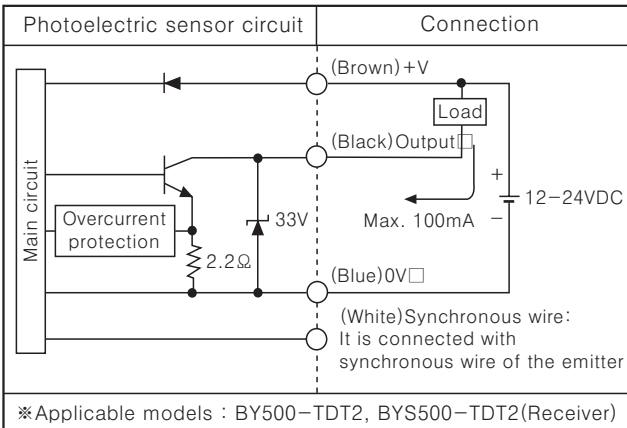 Photoelectric sensor circuit
Connection
(Brown)+V
Load
(Black)Output□
Main circuit
Overcurrent
protection
33V
2.2Ω
Max. 100mA
+
12-24VDC
−
(Blue)0V□
(White)Synchronous wire:
It is connected with
synchronous wire of the emitter
※Applicable models : BY500-TDT2, BYS500-TDT2(Receiver)